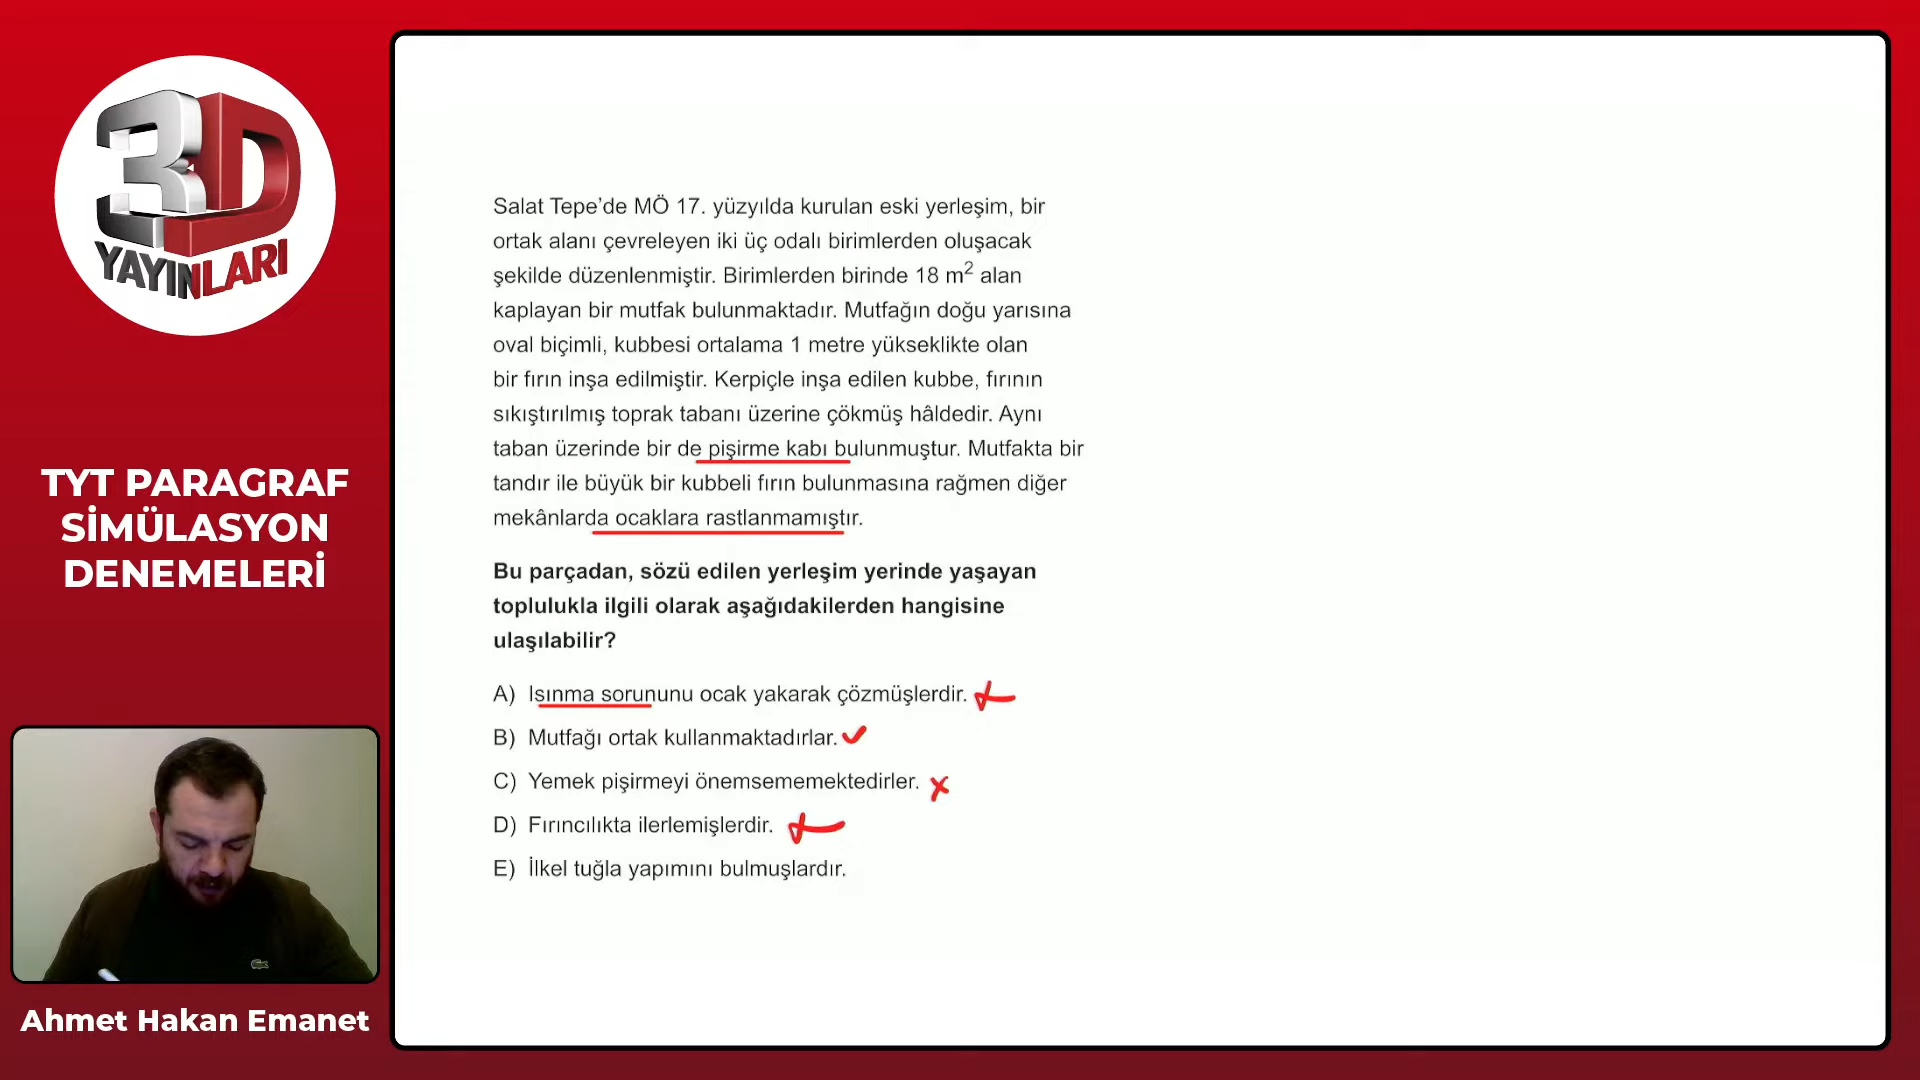 3D
YAYINLARI
TYT PARAGRAF
SİMÜLASYON
DENEMELERİ
Ahmet Hakan Emanet
Salat Tepe’de MÖ 17. yüzyılda kurulan eski yerleşim, bir
ortak alanı çevreleyen iki üç odalı birimlerden oluşacak
şekilde düzenlenmiştir. Birimlerden birinde 18 m² alan
kaplayan bir mutfak bulunmaktadır. Mutfağın doğu yarısına
oval biçimli, kubbesi ortalama 1 metre yükseklikte olan
bir fırın inşa edilmiştir. Kerpiçle inşa edilen kubbe, fırının
sıkıştırılmış toprak tabanı üzerine çökmüş hâldedir. Aynı
taban üzerinde bir de pişirme kabı bulunmuştur. Mutfakta bir
tandır ile büyük bir kubbeli fırın bulunmasına rağmen diğer
mekânlarda ocaklara rastlanmamıştır.
Bu parçadan, sözü edilen yerleşim yerinde yaşayan
toplulukla ilgili olarak aşağıdakilerden hangisine
ulaşılabilir?
A) Isınma sorununu ocak yakarak çözmüşlerdir.
B) Mutfağı ortak kullanmaktadırlar.
C) Yemek pişirmeyi önemsememektedirler.
D) Fırıncılıkta ilerlemişlerdir.
E) İlkel tuğla yapımını bulmuşlardır.